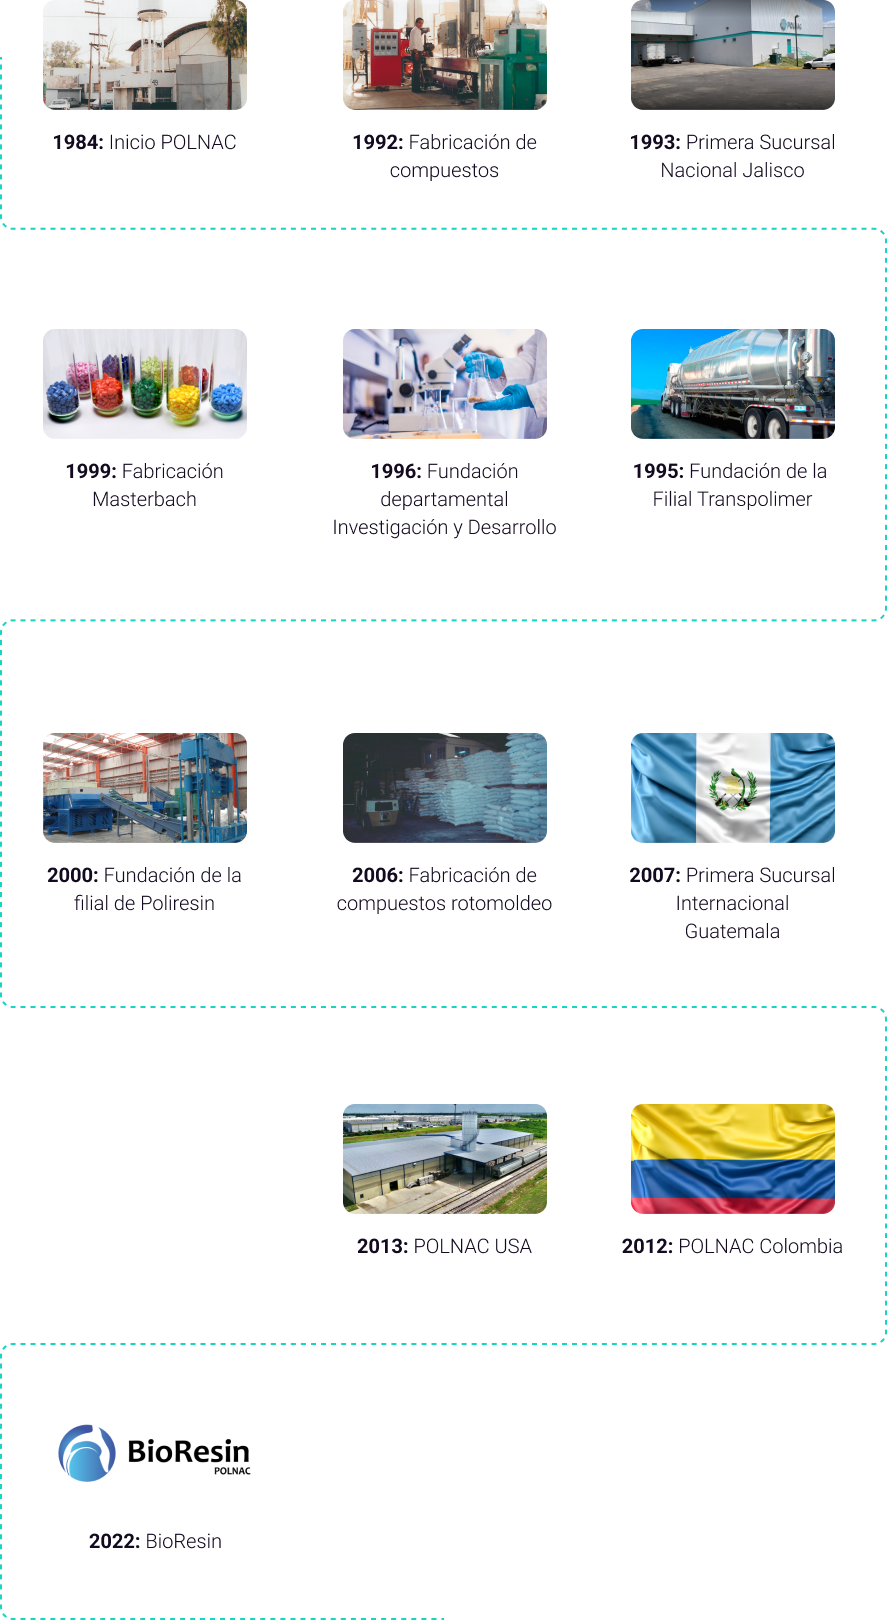 POLNAC
1984: Inicio POLNAC
1992: Fabricación de
compuestos
1993: Primera Sucursal
Nacional Jalisco
1999: Fabricación
Masterbach
1996: Fundación
departamental
Investigación y Desarrollo
1995: Fundación de la
Filial Transpolimer
2000: Fundación de la
filial de Poliresin
2006: Fabricación de
compuestos rotomoldeo
2007: Primera Sucursal
Internacional
Guatemala
2013: POLNAC USA
2012: POLNAC Colombia
BioResin
POLNAC
2022: BioResin